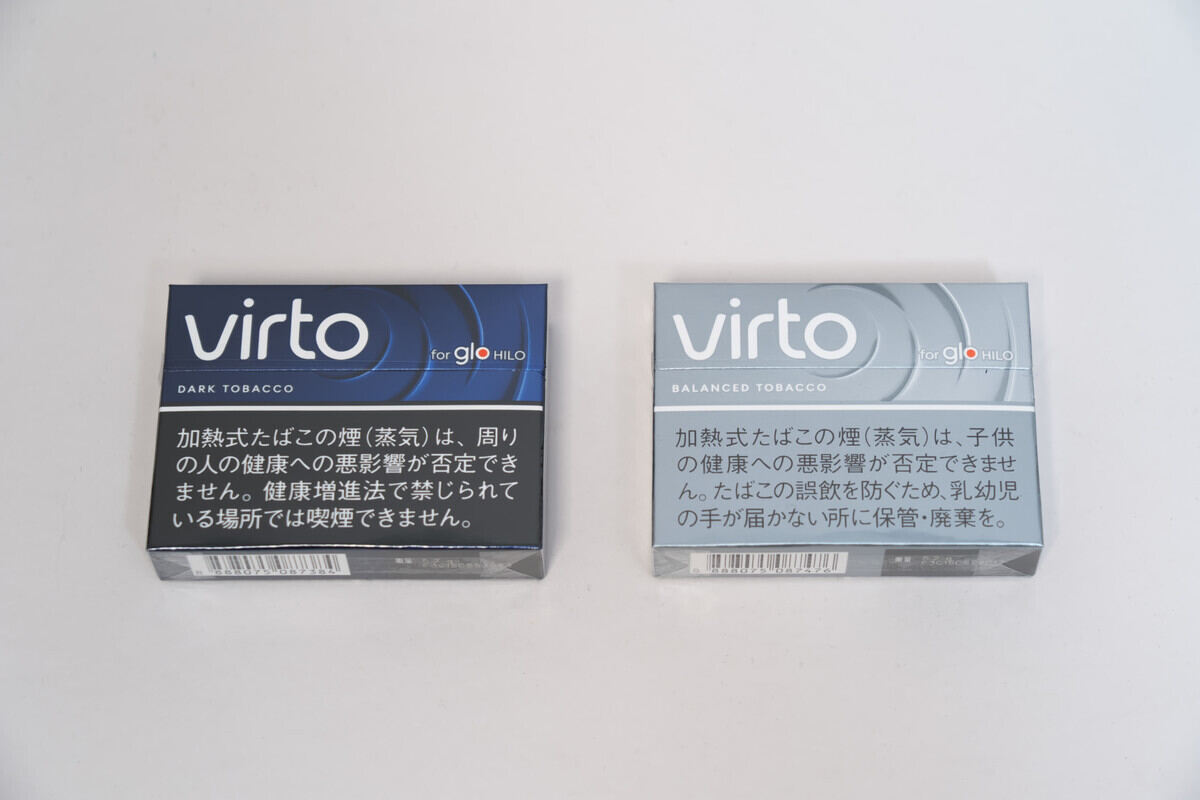 virto
for glo HILO
DARK TOBACCO
加熱式たばこの煙(蒸気)は、周り
の人の健康への悪影響が否定でき
ません。健康増進法で禁じられて
いる場所では喫煙できません。
8 888075 087384
virto
for glo HILO
BALANCED TOBACCO
加熱式たばこの煙(蒸気)は、子供
の健康への悪影響が否定できませ
ん。たばこの誤飲を防ぐため、乳幼児
の手が届かない所に保管・廃棄を。
8 888075 087476